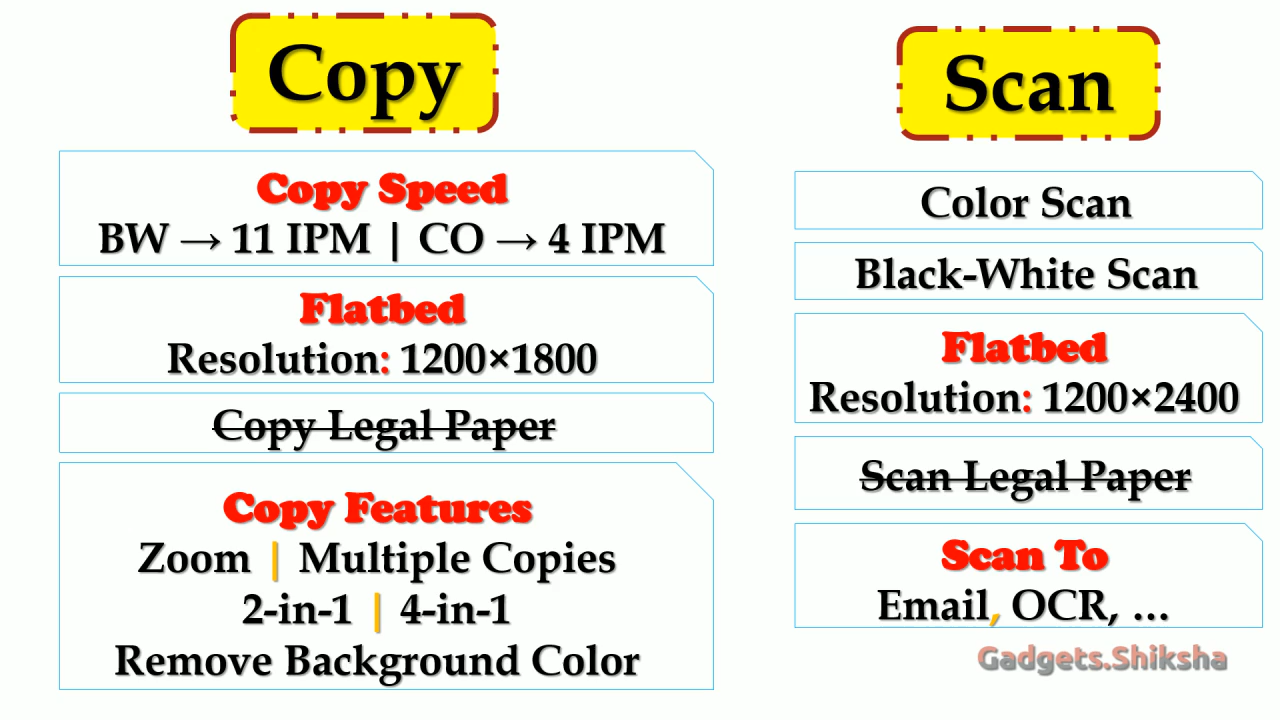 Copy
Copy Speed
BW → 11 IPM | CO → 4 IPM
Flatbed
Resolution: 1200×1800
Copy Legal Paper
Copy Features
Zoom | Multiple Copies
2-in-1 | 4-in-1
Remove Background Color
Scan
Color Scan
Black-White Scan
Flatbed
Resolution: 1200×2400
Scan Legal Paper
Scan To
Email, OCR, ...
Gadgets.Shiksha